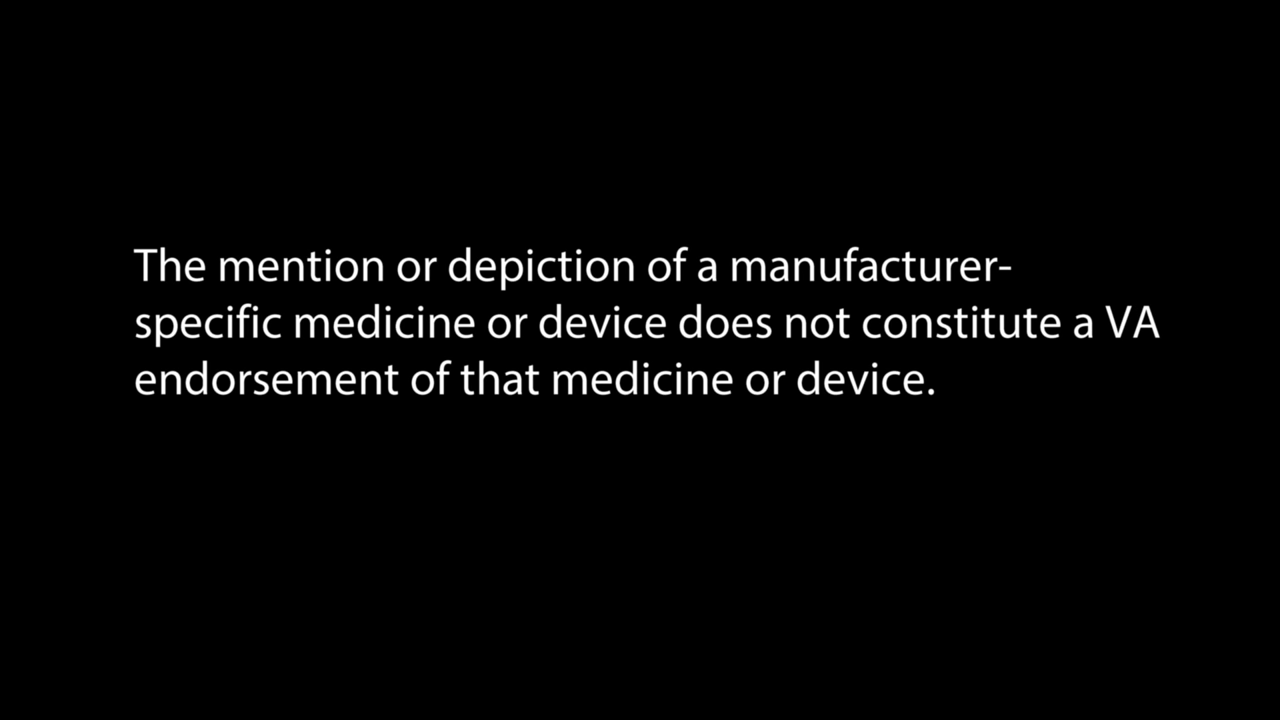 The mention or depiction of a manufacturer-
specific medicine or device does not constitute a VA
endorsement of that medicine or device.